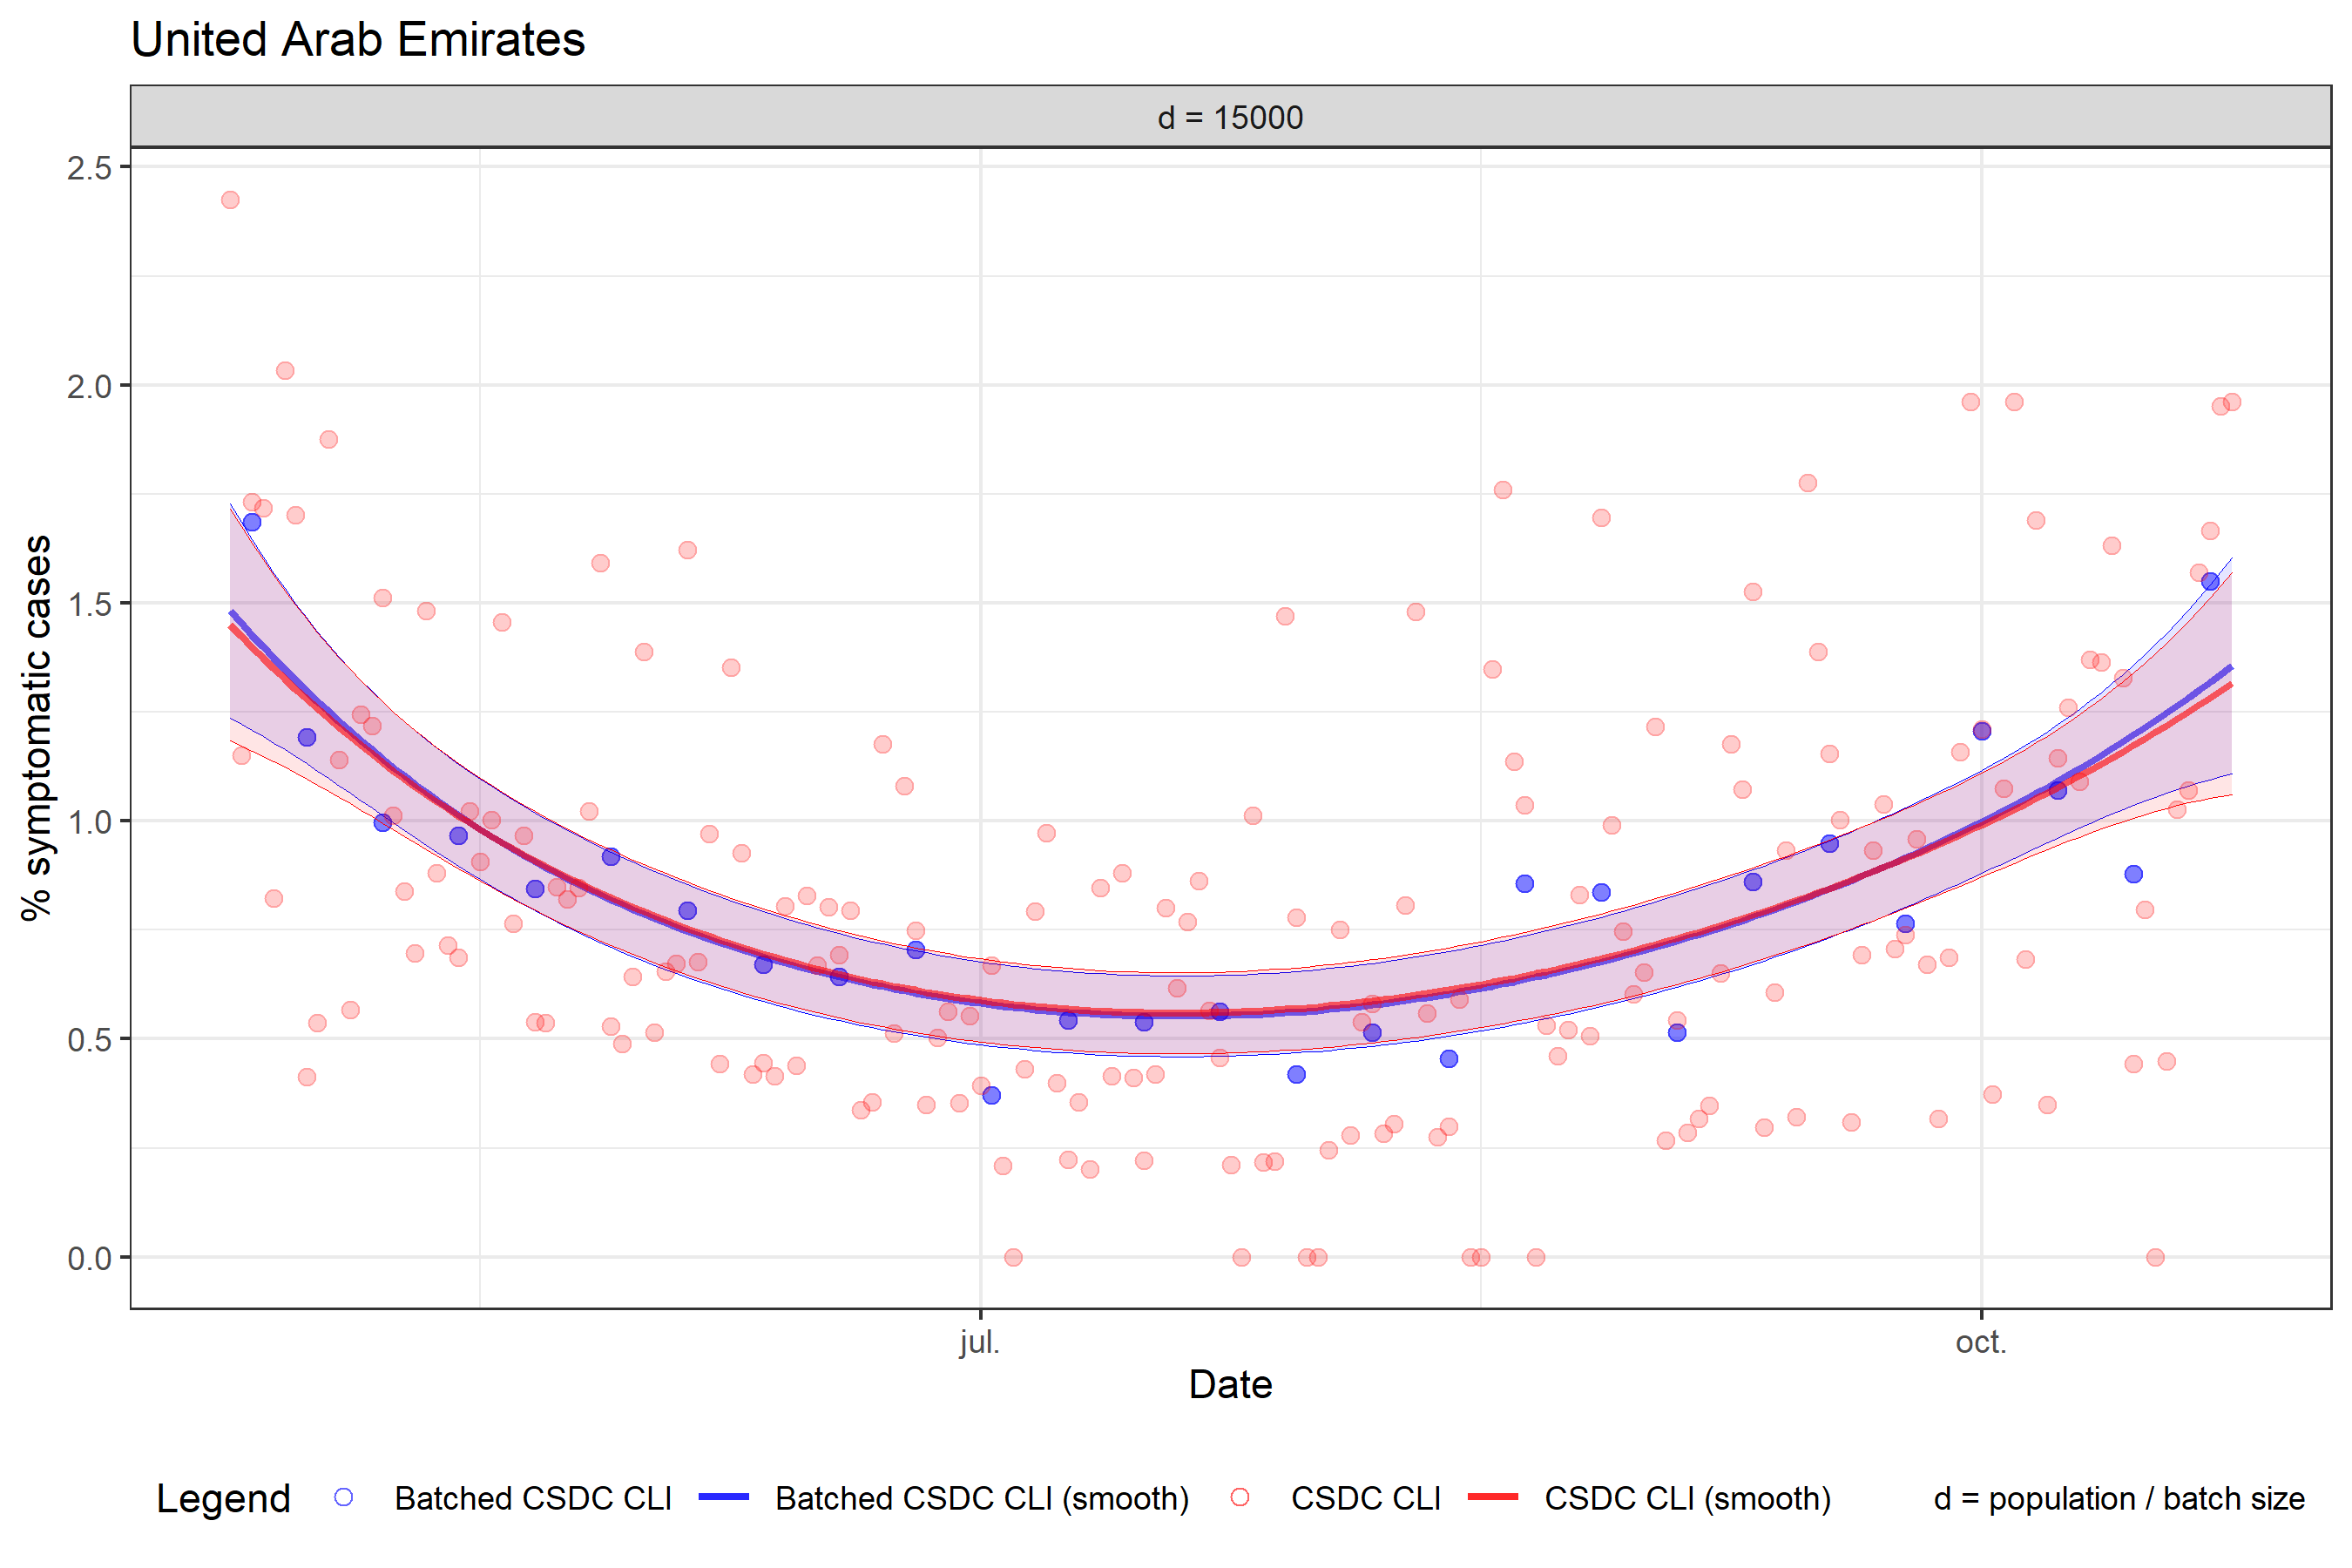 United Arab Emirates
d = 15000
2.5
2.0
1.5
1.0
0.5
0.0
% symptomatic cases
jul.
oct.
Date
Legend
Batched CSDC CLI
Batched CSDC CLI (smooth)
CSDC CLI
CSDC CLI (smooth)
d = population / batch size